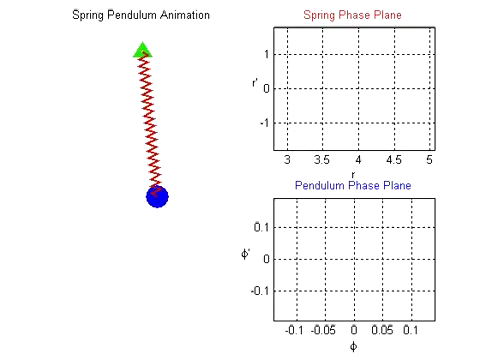 Spring Pendulum Animation
Spring Phase Plane
1
r'
0
-1
3 3.5 4 4.5 5
r
Pendulum Phase Plane
0.1
ϕ'
0
-0.1
-0.1 -0.05 0 0.05 0.1
ϕ